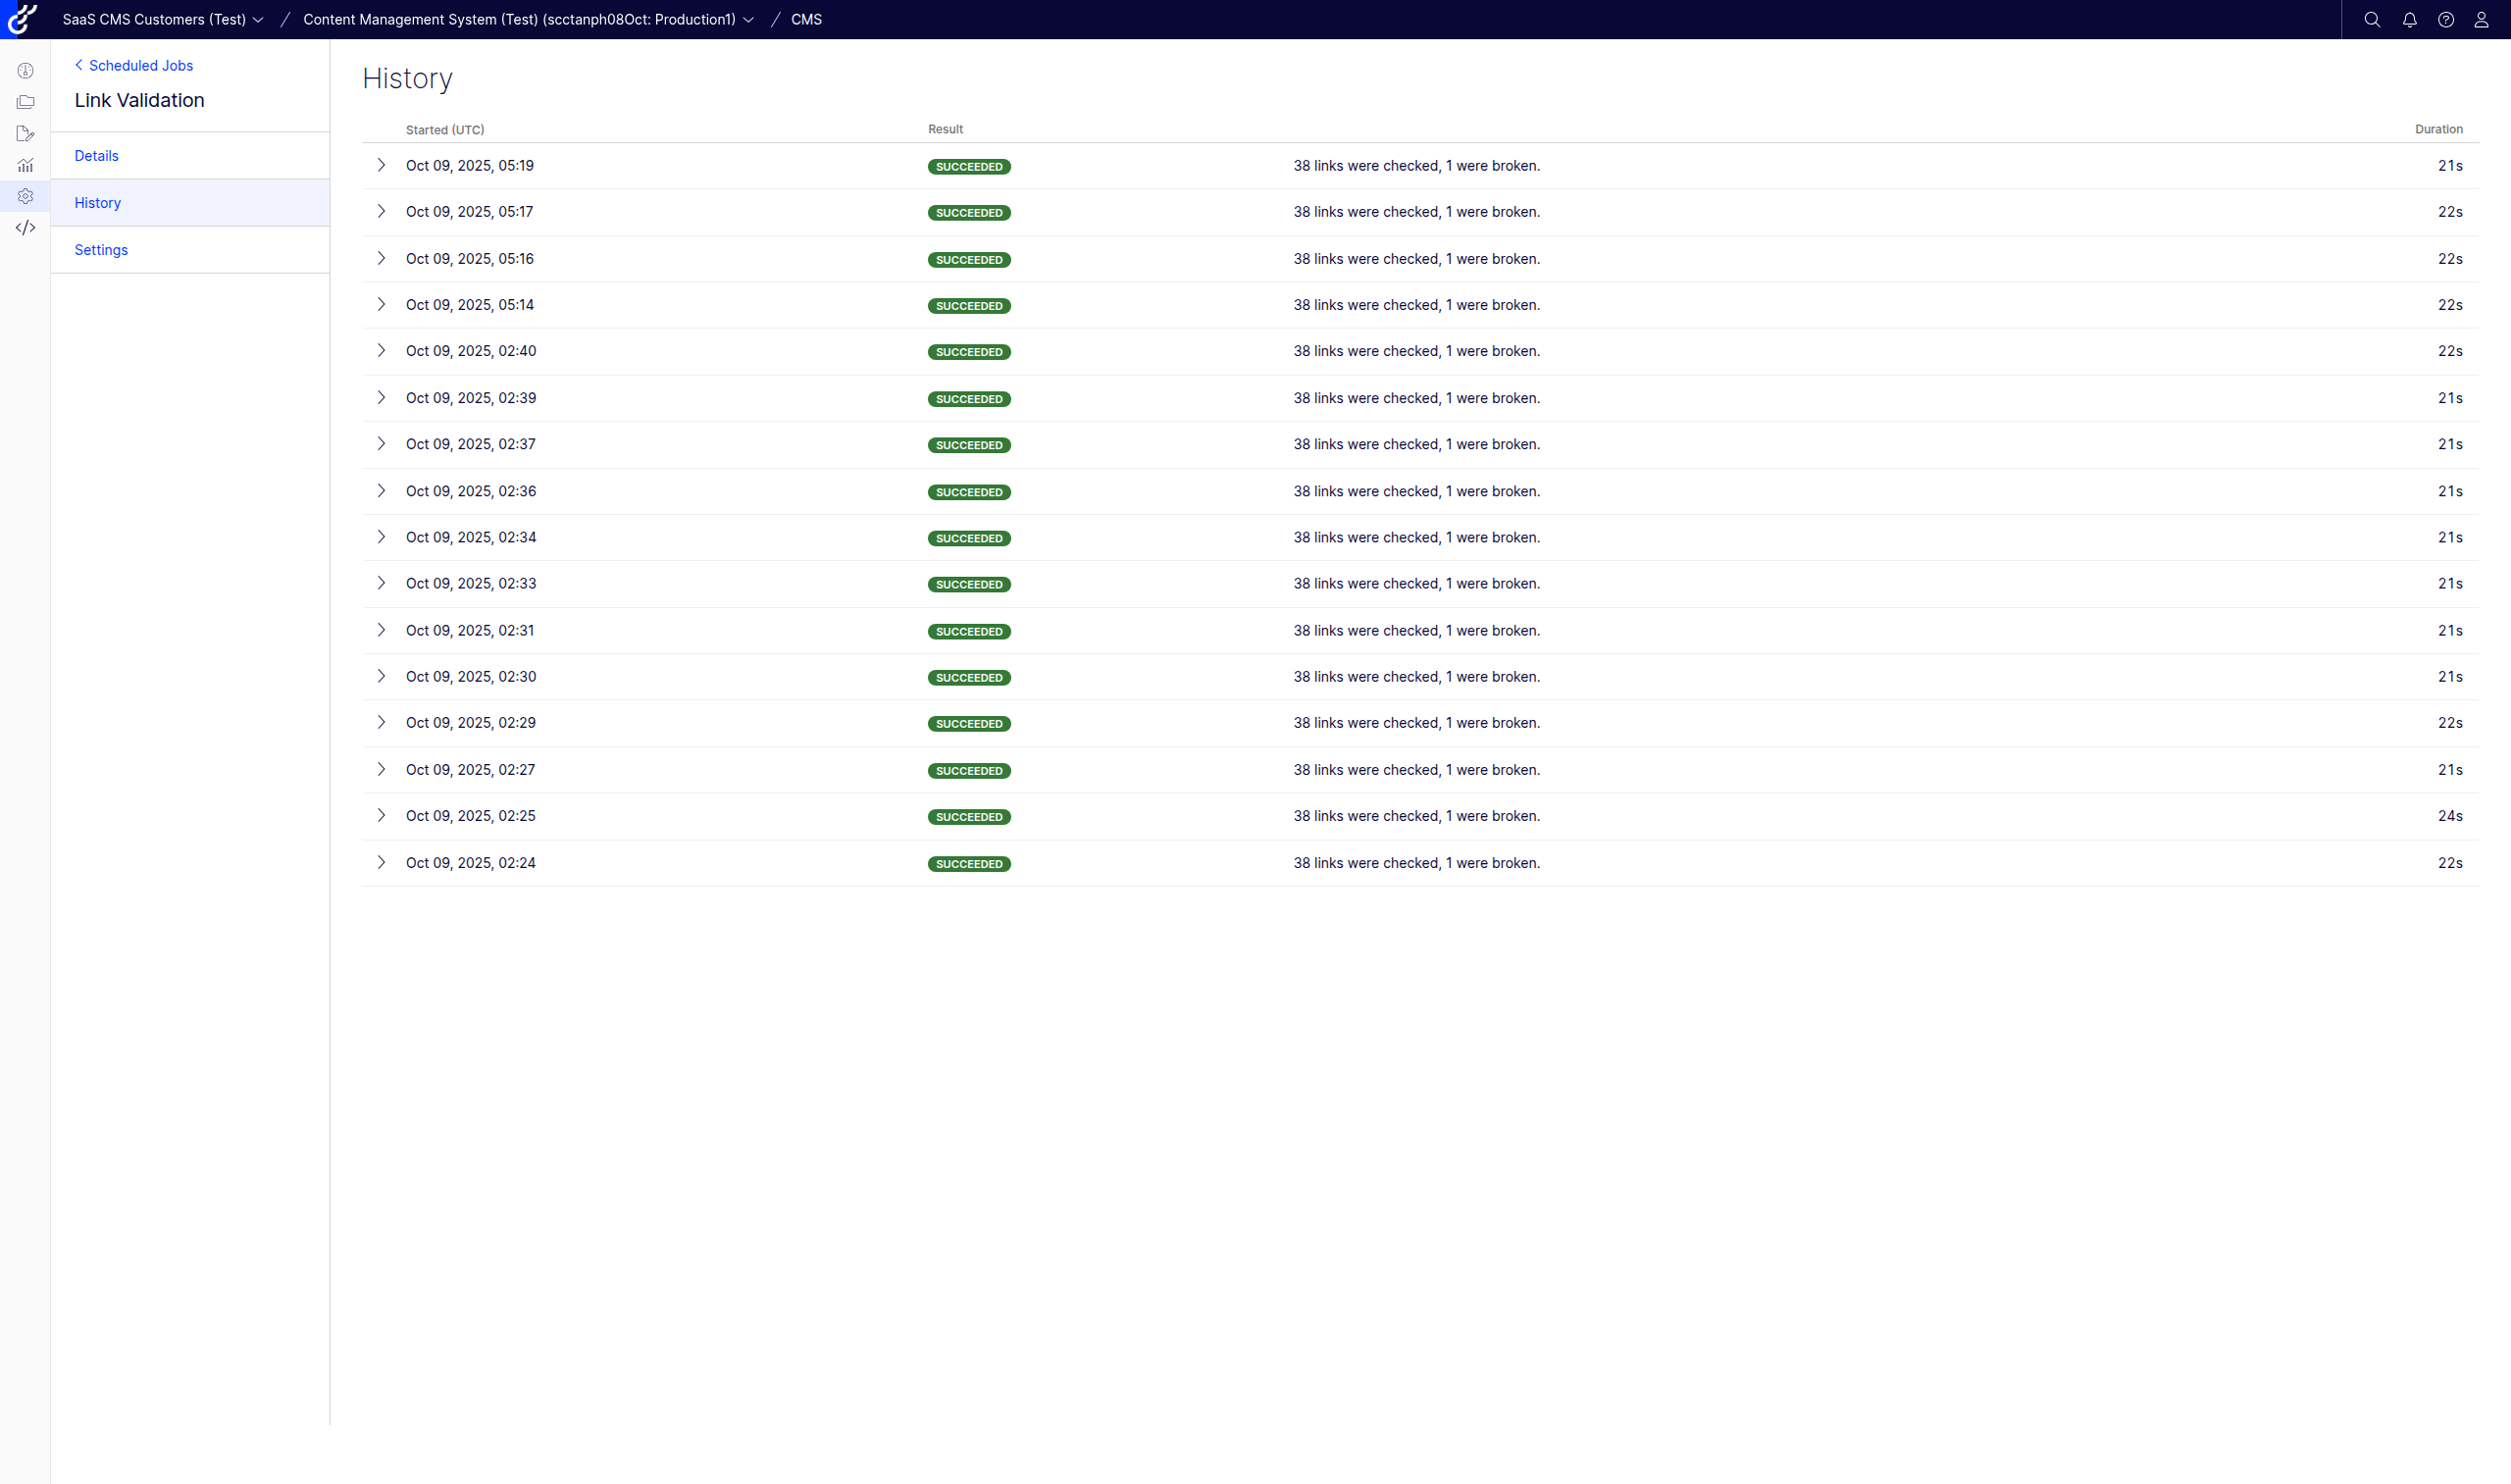 SaaS CMS Customers (Test) / Content Management System (Test) (scctanph08Oct: Production1) / CMS
Scheduled Jobs
Link Validation
Details
History
Settings
History
Started (UTC) Result Duration
Oct 09, 2025, 05:19 SUCCEEDED 38 links were checked, 1 were broken. 21s
Oct 09, 2025, 05:17 SUCCEEDED 38 links were checked, 1 were broken. 22s
Oct 09, 2025, 05:16 SUCCEEDED 38 links were checked, 1 were broken. 22s
Oct 09, 2025, 05:14 SUCCEEDED 38 links were checked, 1 were broken. 22s
Oct 09, 2025, 02:40 SUCCEEDED 38 links were checked, 1 were broken. 22s
Oct 09, 2025, 02:39 SUCCEEDED 38 links were checked, 1 were broken. 21s
Oct 09, 2025, 02:37 SUCCEEDED 38 links were checked, 1 were broken. 21s
Oct 09, 2025, 02:36 SUCCEEDED 38 links were checked, 1 were broken. 21s
Oct 09, 2025, 02:34 SUCCEEDED 38 links were checked, 1 were broken. 21s
Oct 09, 2025, 02:33 SUCCEEDED 38 links were checked, 1 were broken. 21s
Oct 09, 2025, 02:31 SUCCEEDED 38 links were checked, 1 were broken. 21s
Oct 09, 2025, 02:30 SUCCEEDED 38 links were checked, 1 were broken. 21s
Oct 09, 2025, 02:29 SUCCEEDED 38 links were checked, 1 were broken. 22s
Oct 09, 2025, 02:27 SUCCEEDED 38 links were checked, 1 were broken. 21s
Oct 09, 2025, 02:25 SUCCEEDED 38 links were checked, 1 were broken. 24s
Oct 09, 2025, 02:24 SUCCEEDED 38 links were checked, 1 were broken. 22s